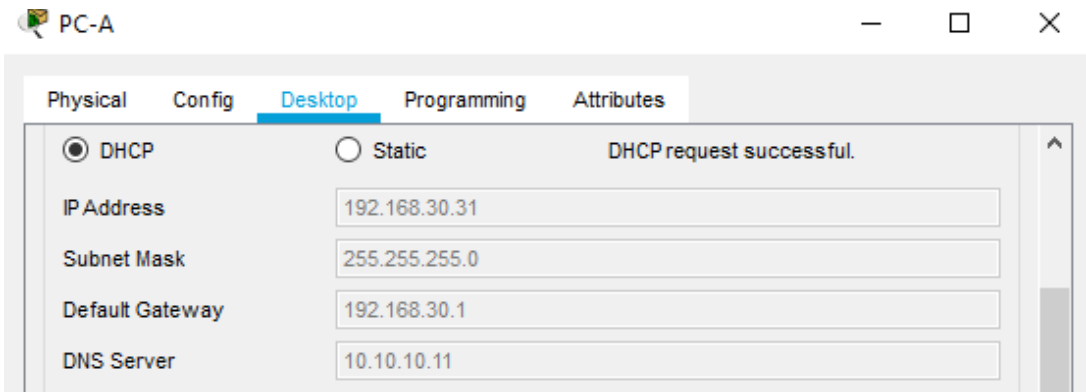 PC-A
Physical Config Desktop Programming Attributes
DHCP Static DHCP request successful.
IP Address 192.168.30.31
Subnet Mask 255.255.255.0
Default Gateway 192.168.30.1
DNS Server 10.10.10.11